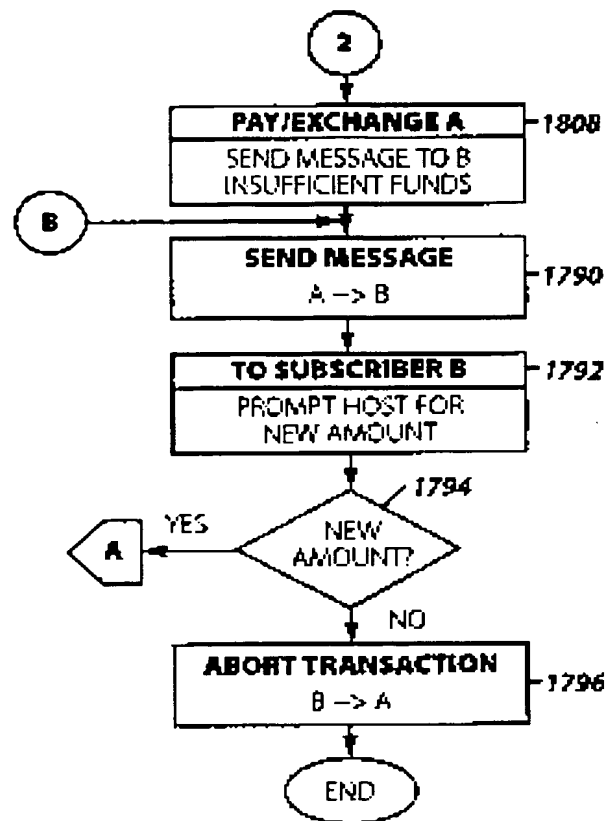 2
PAY/EXCHANGE A
1808
SEND MESSAGE TO B
INSUFFICIENT FUNDS
B
SEND MESSAGE
A -> B
1790
TO SUBSCRIBER B
1792
PROMPT HOST FOR
NEW AMOUNT
1794
YES
NEW
AMOUNT?
A
NO
ABORT TRANSACTION
B -> A
1796
END